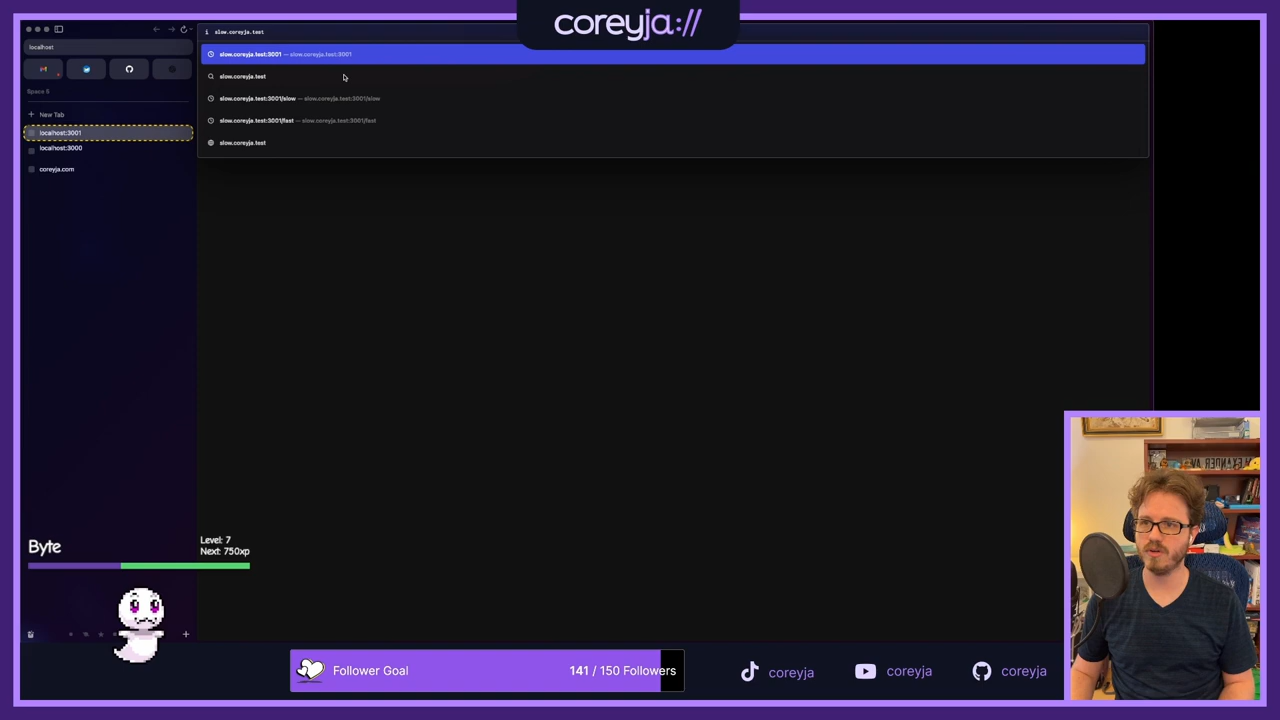 coreyja://
localhost
slow.coreyja.test
slow.coreyja.test:3001 — slow.coreyja.test:3001
slow.coreyja.test
slow.coreyja.test:3001/slow — slow.coreyja.test:3001/slow
slow.coreyja.test:3001/fast — slow.coreyja.test:3001/fast
slow.coreyja.test
Space 5
New Tab
localhost:3001
localhost:3000
coreyja.com
Byte
Level: 7
Next: 750xp
Follower Goal
141 / 150 Followers
coreyja
coreyja
coreyja